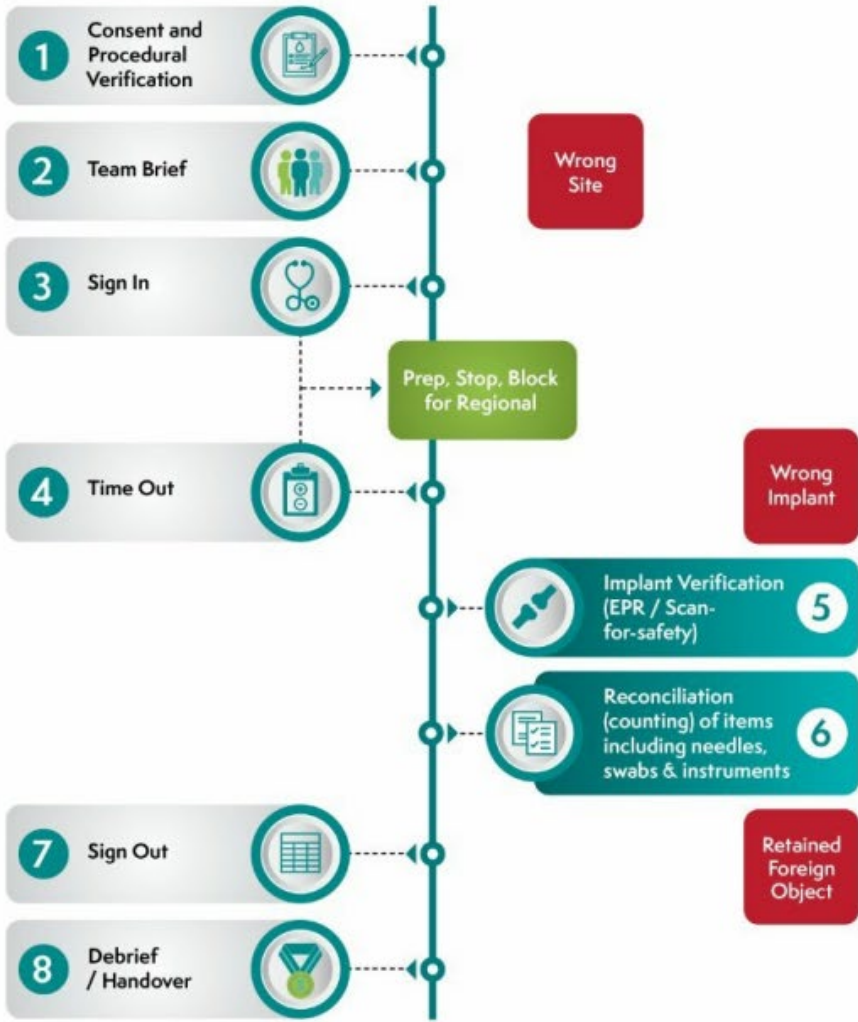 1
Consent and
Procedural
Verification
2
Team Brief
Wrong
Site
3
Sign In
Prep, Stop, Block
for Regional
4
Time Out
Wrong
Implant
Implant Verification
(EPR / Scan-
for-safety)
5
Reconciliation
(counting) of items
including needles,
swabs & instruments
6
7
Sign Out
Retained
Foreign
Object
8
Debrief
/ Handover